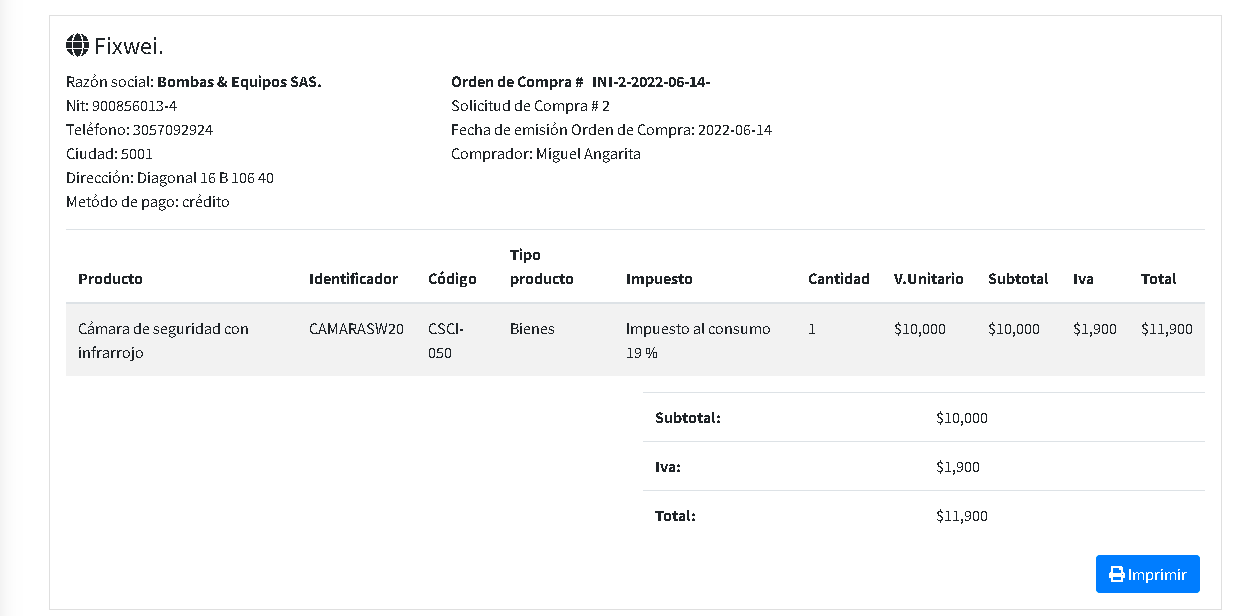 Fixwei.
Razón social: Bombas & Equipos SAS.
Nit: 900856013-4
Teléfono: 3057092924
Ciudad: 5001
Dirección: Diagonal 16 B 106 40
Metódo de pago: crédito
Orden de Compra # INI-2-2022-06-14-
Solicitud de Compra # 2
Fecha de emisión Orden de Compra: 2022-06-14
Comprador: Miguel Angarita
Producto Identificador Código Tipo producto Impuesto Cantidad V.Unitario Subtotal Iva Total
Cámara de seguridad con CAMARASW20 CSCI- Bienes Impuesto al consumo 1 $10,000 $10,000 $1,900 $11,900
infrarrojo 050 19 %
Subtotal: $10,000
Iva: $1,900
Total: $11,900
Imprimir